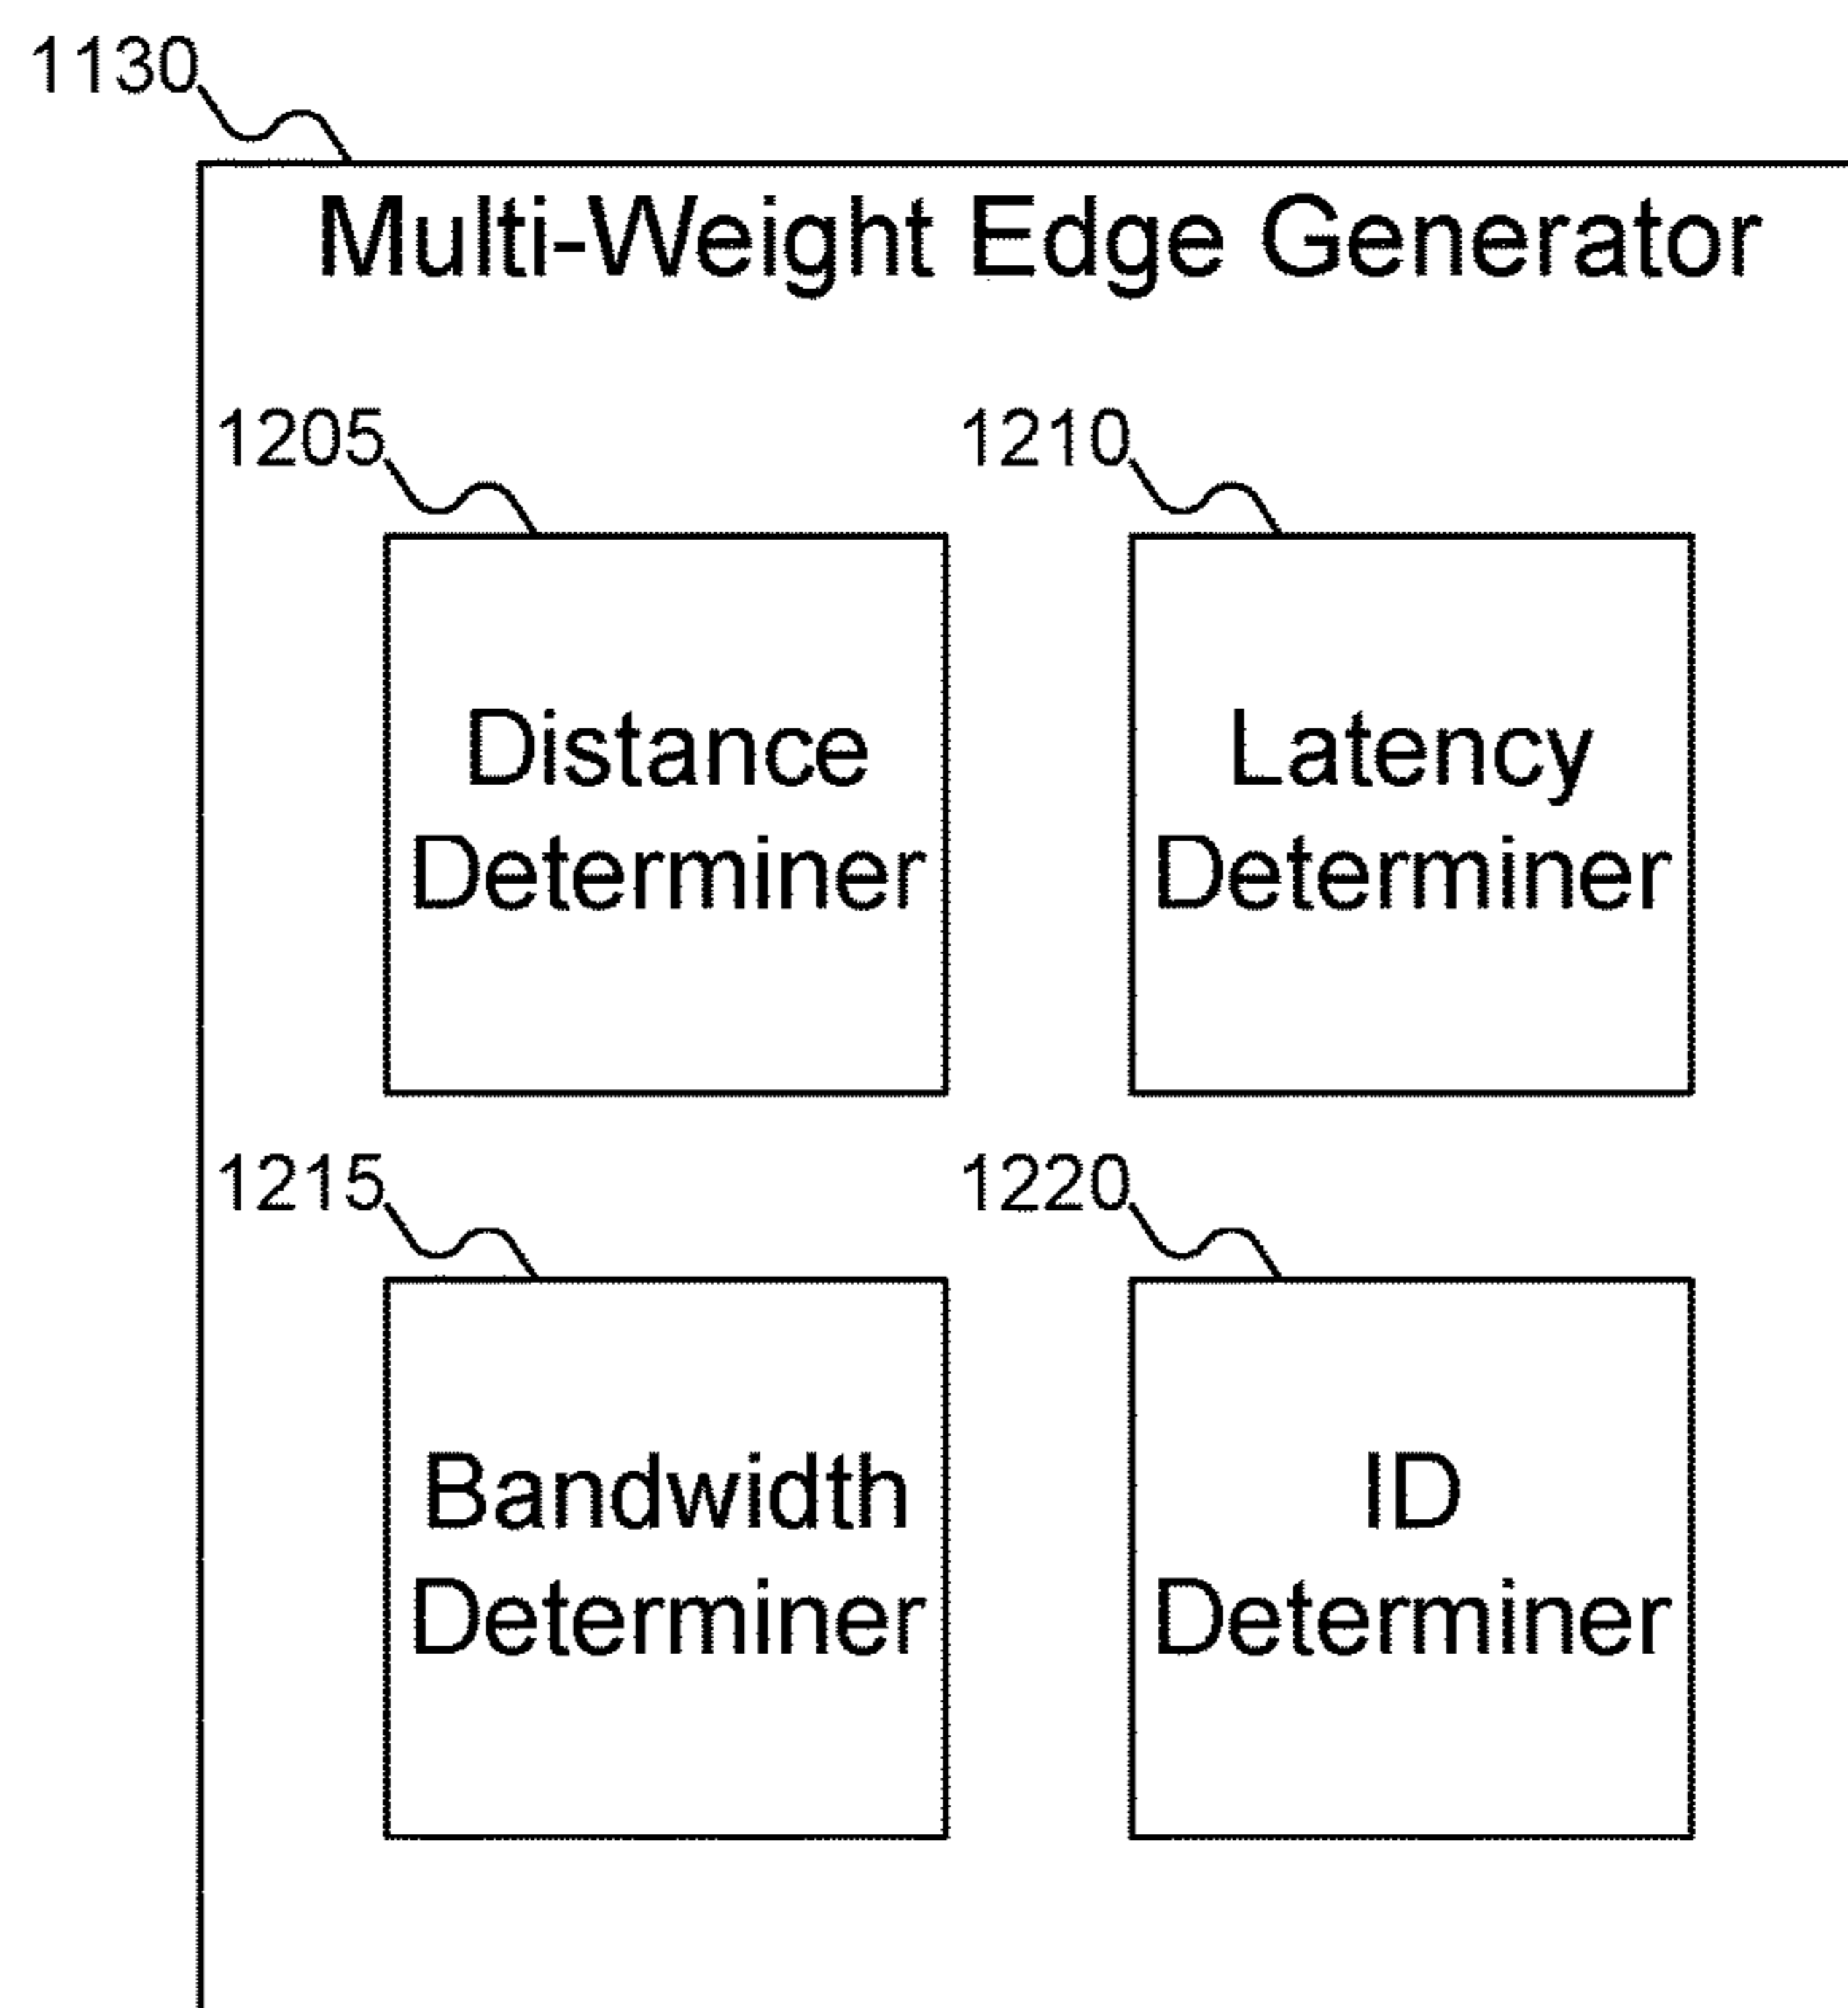 1130
Multi-Weight Edge Generator
1205
1210
Distance
Determiner
Latency
Determiner
1215
1220
Bandwidth
Determiner
ID
Determiner